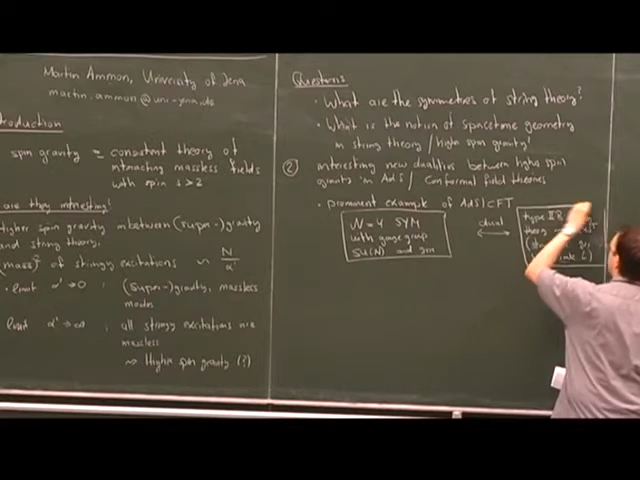 Martin Ammon, University of Jena
martin.ammon@uni-jena.de
roduction
spin gravity = consistent theory of
interacting massless fields
with spin s>2
are they interesting?
Higher spin gravity inbetween (super-)gravity
and string theory.
(mass)² of stringy excitations ~ N/α'
• limit α'→0 : (super-)gravity, massless
modes
limit α'→∞ : all stringy excitations are
massless
⇝ Higher spin gravity (?)
Questions
• What are the symmetries of string theory?
• What is the notion of spacetime geometry
in string theory / high spin gravity?
② interesting new dualities between higher spin
gravity in AdS / Conformal field theories
• prominent example of AdS/CFT
N=4 SYM
with gauge group
SU(N) and gym
dual
type IIB
theory